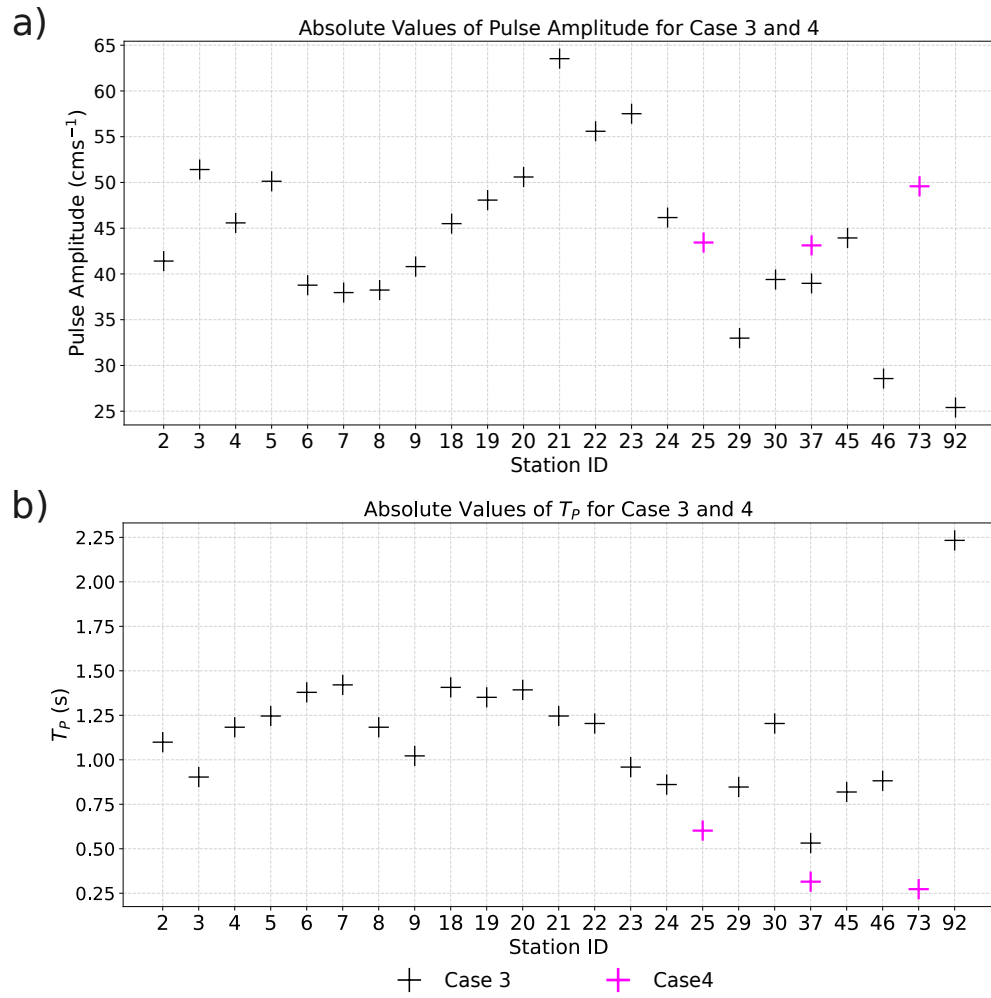 a)
Absolute Values of Pulse Amplitude for Case 3 and 4
Pulse Amplitude (cms⁻¹)
65
60
55
50
45
40
35
30
25
2 3 4 5 6 7 8 9 18 19 20 21 22 23 24 25 29 30 37 45 46 73 92
Station ID
b)
Absolute Values of T_P for Case 3 and 4
T_P (s)
2.25
2.00
1.75
1.50
1.25
1.00
0.75
0.50
0.25
2 3 4 5 6 7 8 9 18 19 20 21 22 23 24 25 29 30 37 45 46 73 92
Station ID
Case 3 Case4